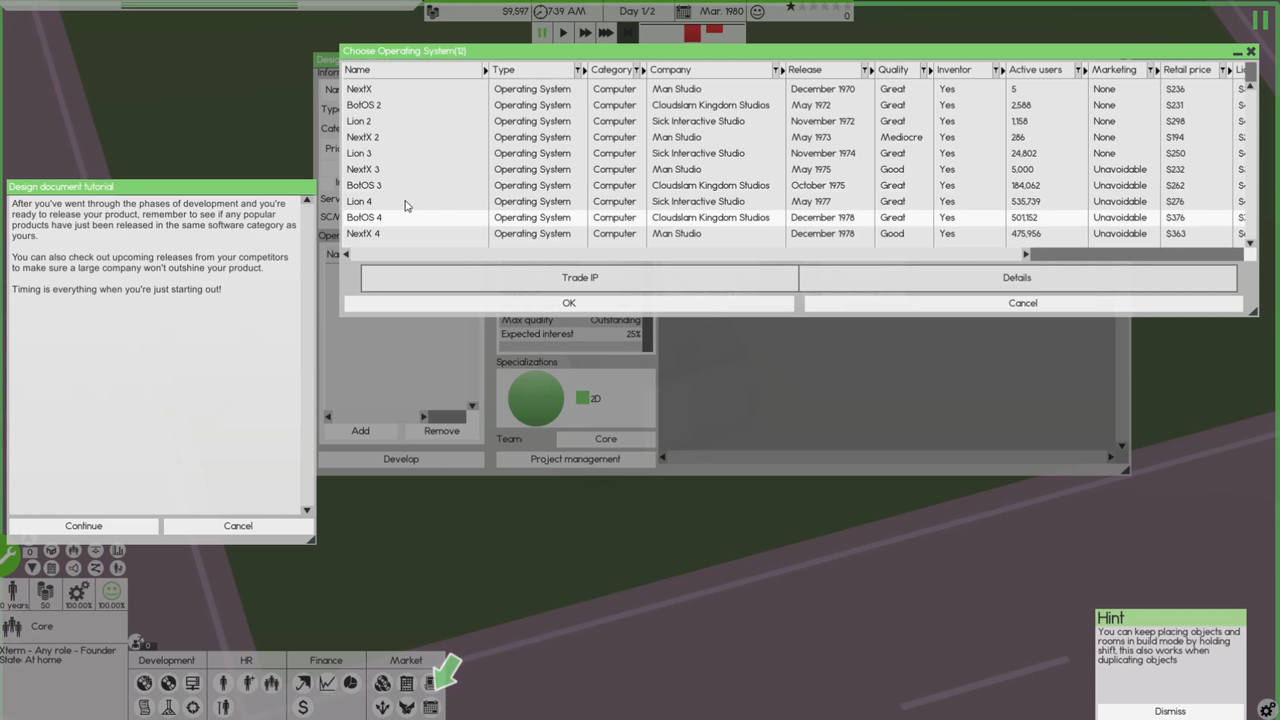 $9,597 7:39 AM Day 1/2 Mar. 1980 0
Choose Operating System(12)
Name Type Category Company Release Quality Inventor Active users Marketing Retail price
NextX Operating System Computer Man Studio December 1970 Great Yes 5 None $236
BotOS 2 Operating System Computer Cloudslam Kingdom Studios May 1972 Great Yes 2,588 None $231
Lion 2 Operating System Computer Sick Interactive Studio November 1972 Great Yes 1,158 None $298
NextX 2 Operating System Computer Man Studio May 1973 Mediocre Yes 286 None $194
Lion 3 Operating System Computer Sick Interactive Studio November 1974 Great Yes 24,802 None $250
NextX 3 Operating System Computer Man Studio May 1975 Good Yes 5,000 Unavoidable $232
BotOS 3 Operating System Computer Cloudslam Kingdom Studios October 1975 Great Yes 184,062 Unavoidable $262
Lion 4 Operating System Computer Sick Interactive Studio May 1977 Great Yes 535,739 Unavoidable $276
BotOS 4 Operating System Computer Cloudslam Kingdom Studios December 1978 Great Yes 501,152 Unavoidable $376
NextX 4 Operating System Computer Man Studio December 1978 Good Yes 475,956 Unavoidable $363
Trade IP Details
OK Cancel
Design document tutorial
After you've went through the phases of development and you're
ready to release your product, remember to see if any popular
products have just been released in the same software category as
yours.
You can also check out upcoming releases from your competitors
to make sure a large company won't outshine your product.
Timing is everything when you're just starting out!
Continue Cancel
Max quality Outstanding
Expected interest 25%
Specializations
2D
Add Remove
Team: Core
Develop Project management
0
0 years $0 100.00% 100.00%
Core
0
Xterm - Any role - Founder
State: At home
Development HR Finance Market
Hint
You can keep placing objects and
rooms in build mode by holding
shift, this also works when
duplicating objects
Dismiss